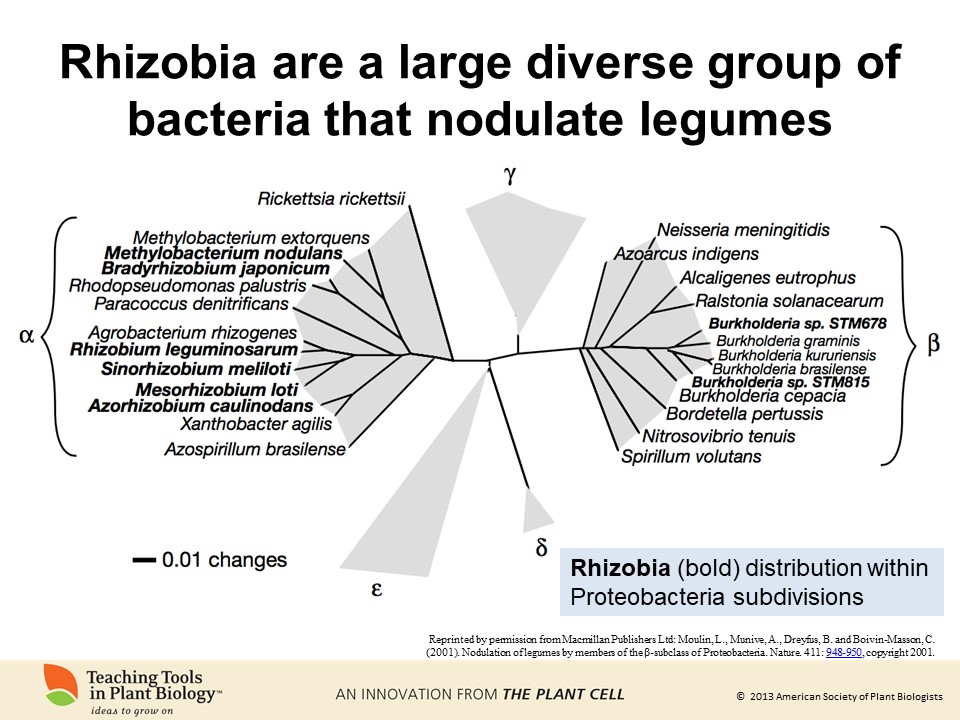 Rhizobia are a large diverse group of
bacteria that nodulate legumes
γ
Rickettsia rickettsii
Methylobacterium extorquens
Methylobacterium nodulans
Bradyrhizobium japonicum
Rhodopseudomonas palustris
Paracoccus denitrificans
α
Agrobacterium rhizogenes
Rhizobium leguminosarum
Sinorhizobium meliloti
Mesorhizobium loti
Azorhizobium caulinodans
Xanthobacter agilis
Azospirillum brasilense
Neisseria meningitidis
Azoarcus indigens
Alcaligenes eutrophus
Ralstonia solanacearum
Burkholderia sp. STM678
Burkholderia graminis
Burkholderia kururiensis
Burkholderia brasilense
Burkholderia sp. STM815
Burkholderia cepacia
Bordetella pertussis
Nitrosovibrio tenuis
Spirillum volutans
β
0.01 changes
ε
δ
Rhizobia (bold) distribution within
Proteobacteria subdivisions
Reprinted by permission from Macmillan Publishers Ltd: Moulin, L., Munive, A., Dreyfus, B. and Boivin-Masson, C.
(2001). Nodulation of legumes by members of the β-subclass of Proteobacteria. Nature. 411: 948-950, copyright 2001.
Teaching Tools
in Plant Biology™
ideas to grow on
AN INNOVATION FROM THE PLANT CELL
© 2013 American Society of Plant Biologists